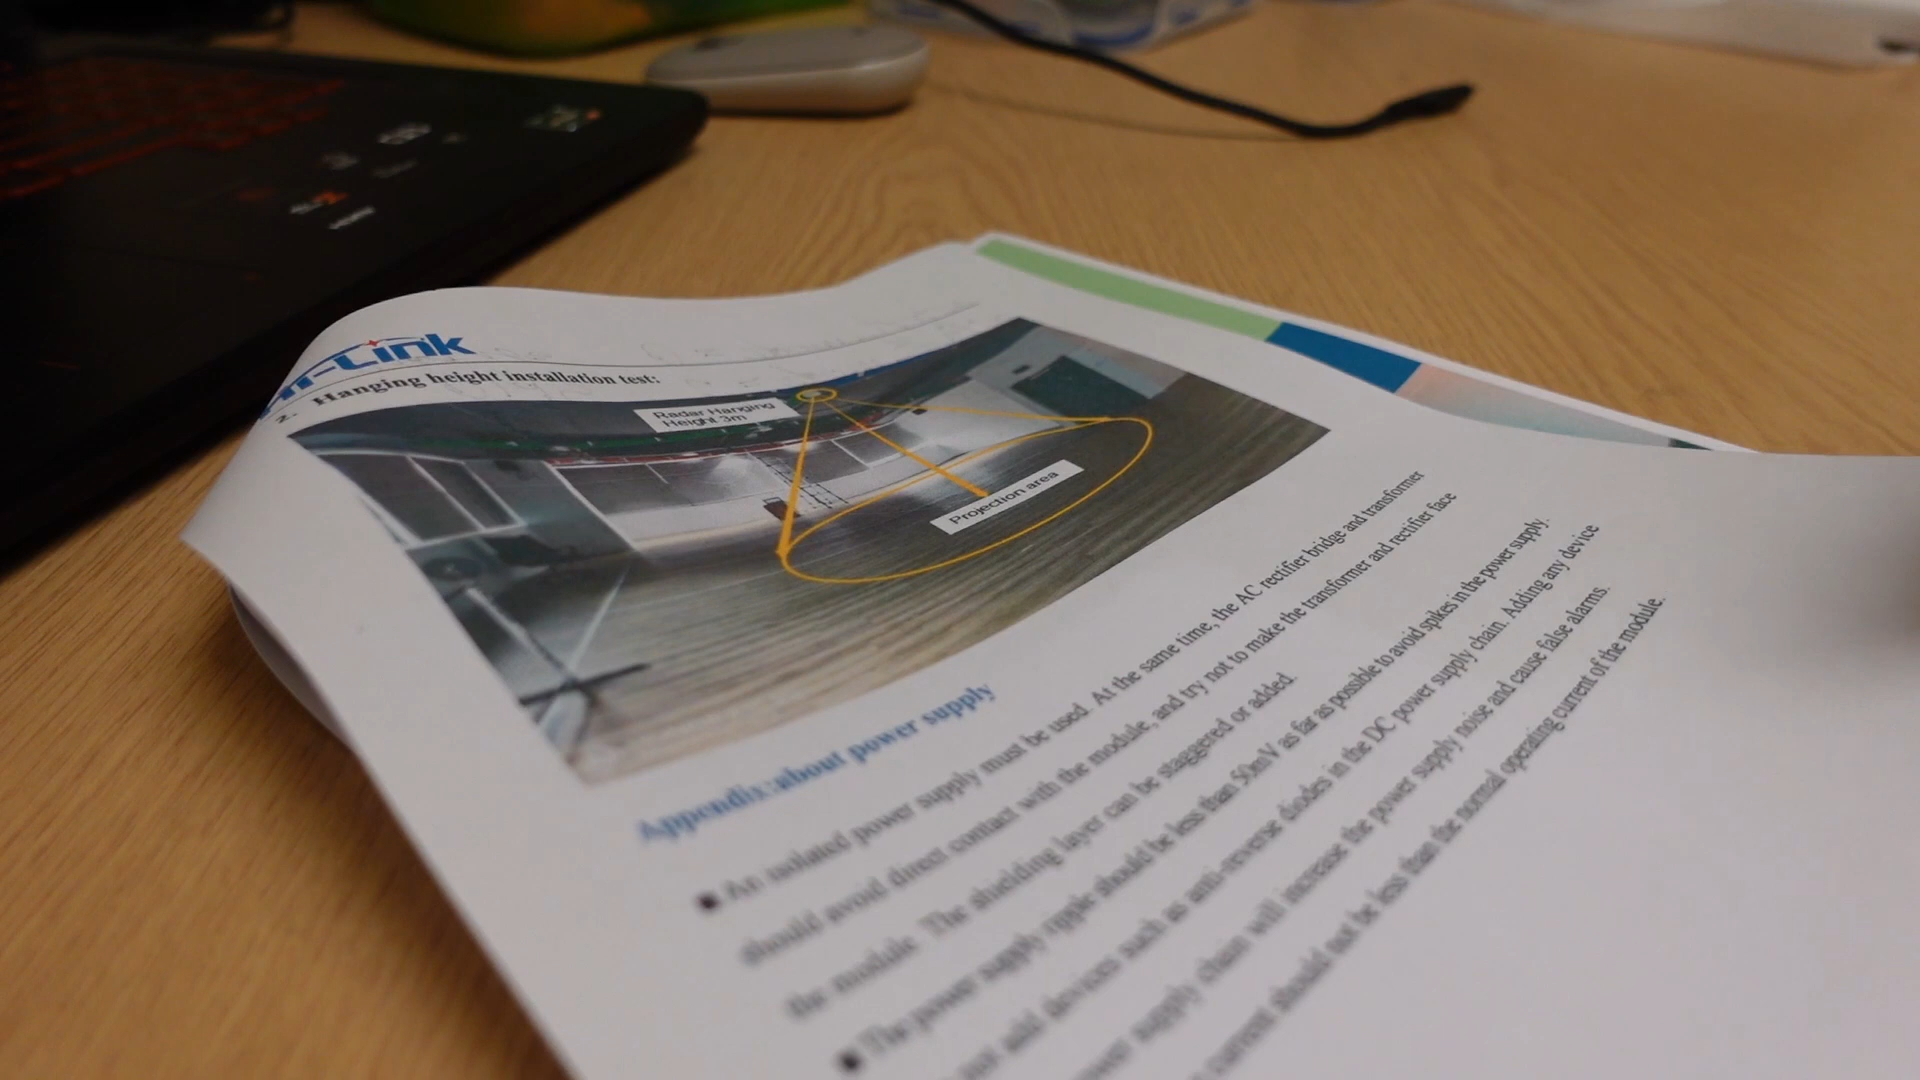 Hi-Link
2. Hanging height installation test:
Radar Hanging
Height 3m
Projection area
Appendix:about power supply
■ An isolated power supply must be used. At the same time, the AC rectifier bridge and transformer
should avoid direct contact with the module, and try not to make the transformer and rectifier face
the module. The shielding layer can be staggered or added.
■ The power supply ripple should be less than 50mV as far as possible to avoid spikes in the power supply.
not add devices such as anti-reverse diodes in the DC power supply chain. Adding any device
power supply chain will increase the power supply noise and cause false alarms.
current should not be less than the normal operating current of the module.